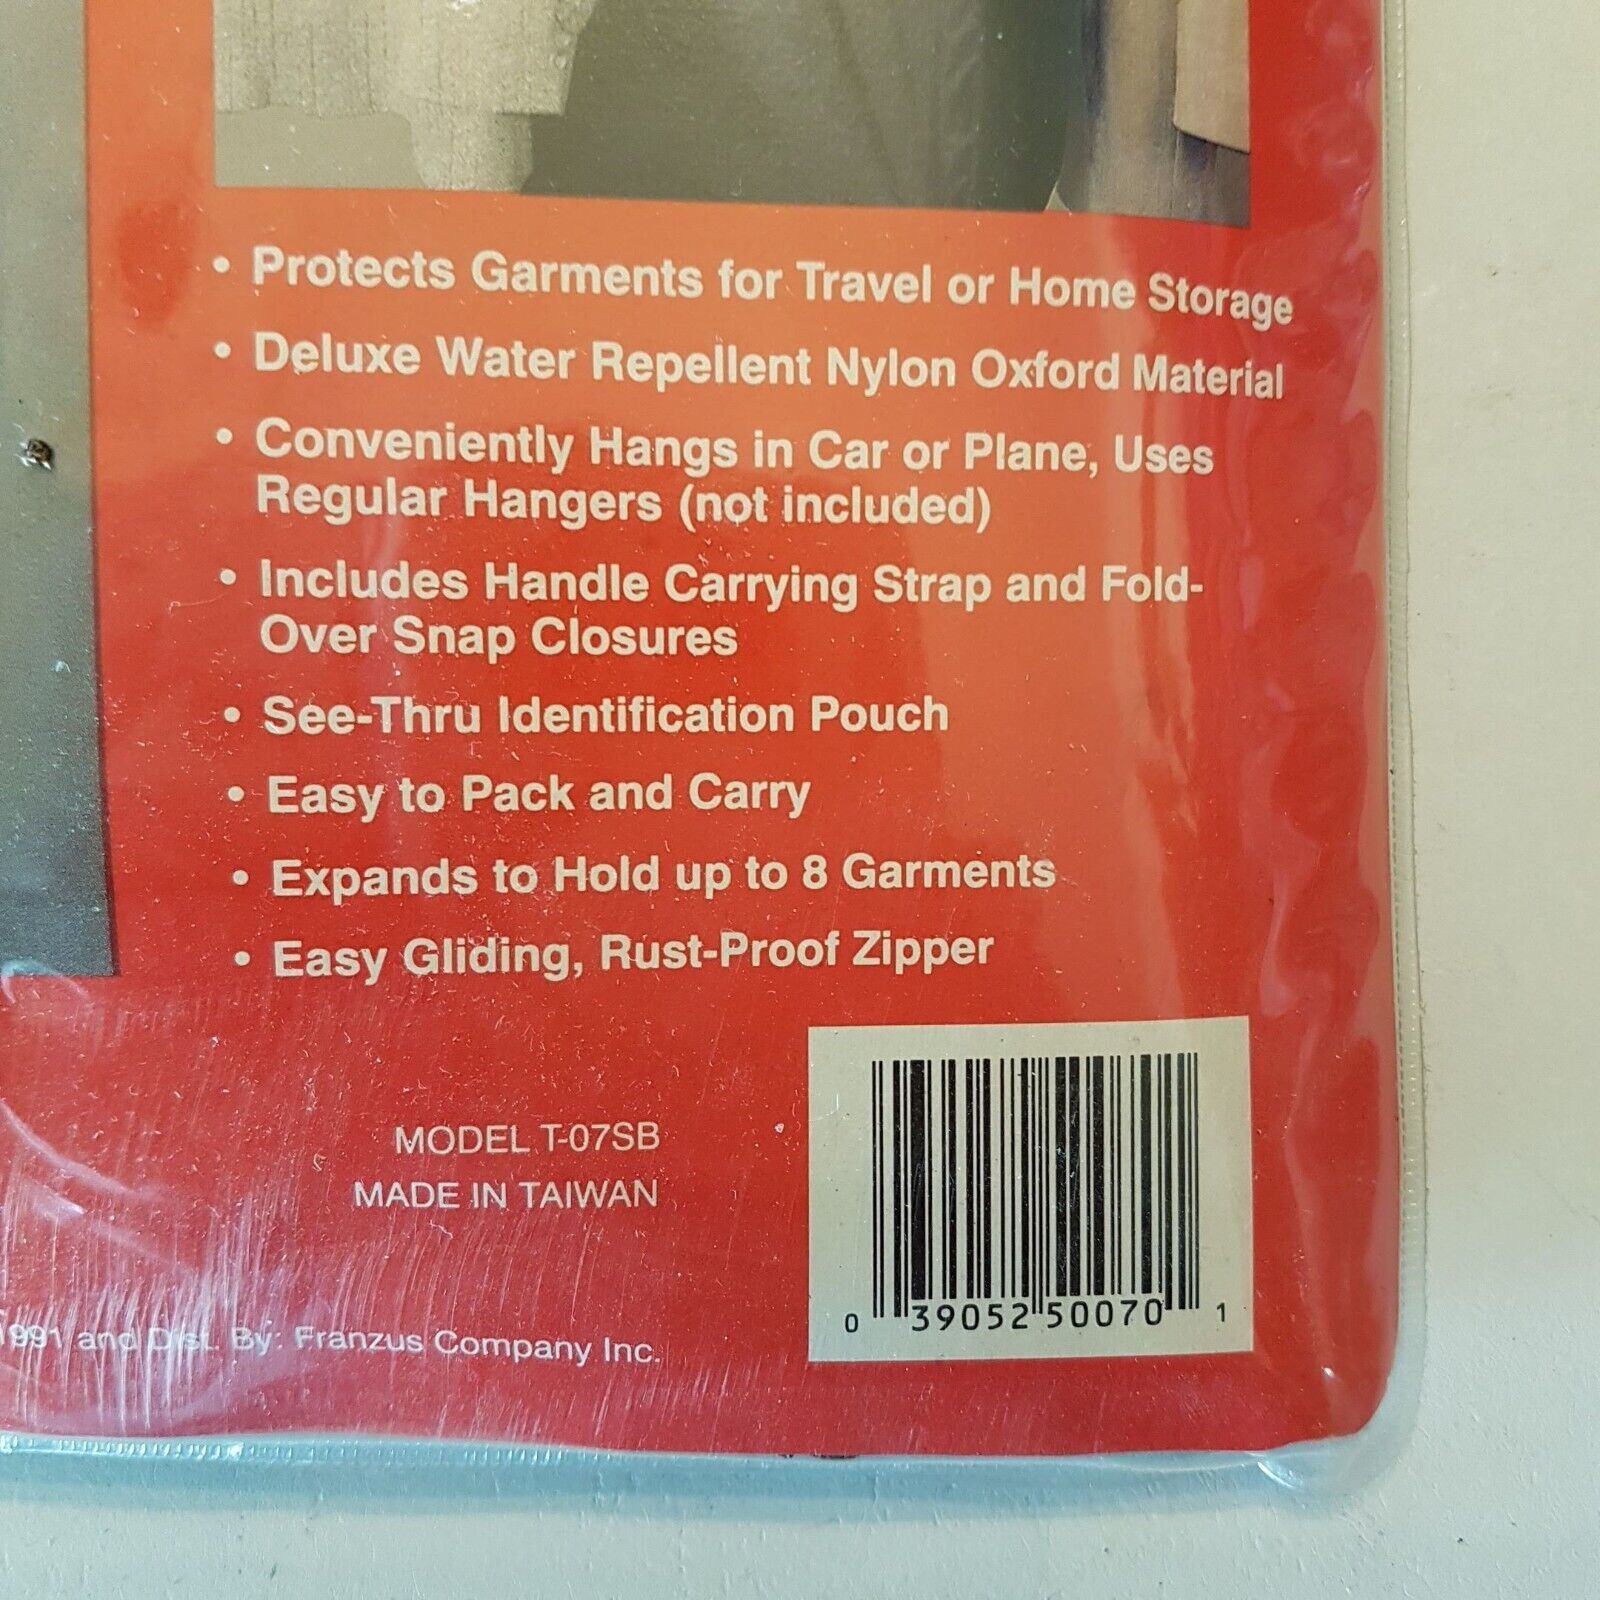 • Protects Garments for Travel or Home Storage
• Deluxe Water Repellent Nylon Oxford Material
• Conveniently Hangs in Car or Plane, Uses
Regular Hangers (not included)
• Includes Handle Carrying Strap and Fold-
Over Snap Closures
• See-Thru Identification Pouch
• Easy to Pack and Carry
• Expands to Hold up to 8 Garments
• Easy Gliding, Rust-Proof Zipper
MODEL T-07SB
MADE IN TAIWAN
1991 and Dist. By: Franzus Company Inc.
0 39052 50070 1